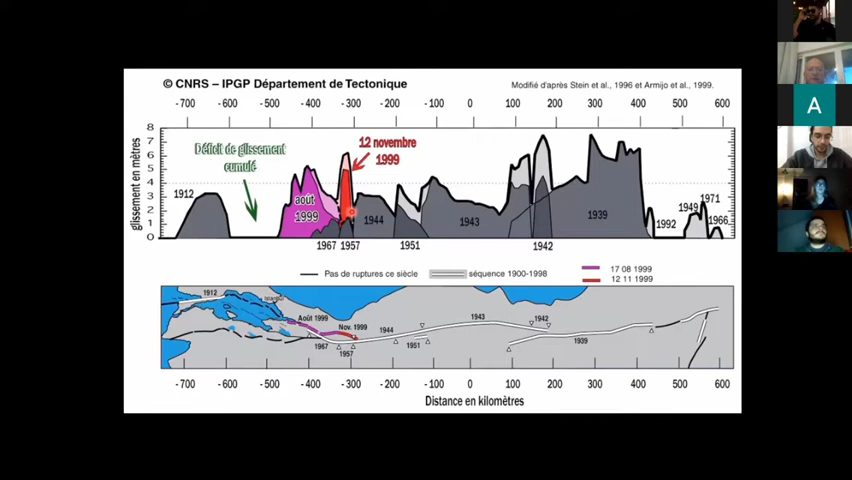 © CNRS – IPGP Département de Tectonique
Modifié d'après Stein et al., 1996 et Armijo et al., 1999.
-700 -600 -500 -400 -300 -200 -100 0 100 200 300 400 500 600
glissement en mètres
8
7
6
5
4
3
2
1
0
Déficit de glissement
cumulé
12 novembre
1999
1912
août
1999
1967
1957
1944
1951
1943
1942
1939
1992
1949
1971
1966
Pas de ruptures ce siècle
séquence 1900-1998
17 08 1999
12 11 1999
1912
Istanbul
Août 1999
Nov. 1999
1967
1957
1944
1951
1943
1942
1939
-700 -600 -500 -400 -300 -200 -100 0 100 200 300 400 500 600
Distance en kilomètres
A